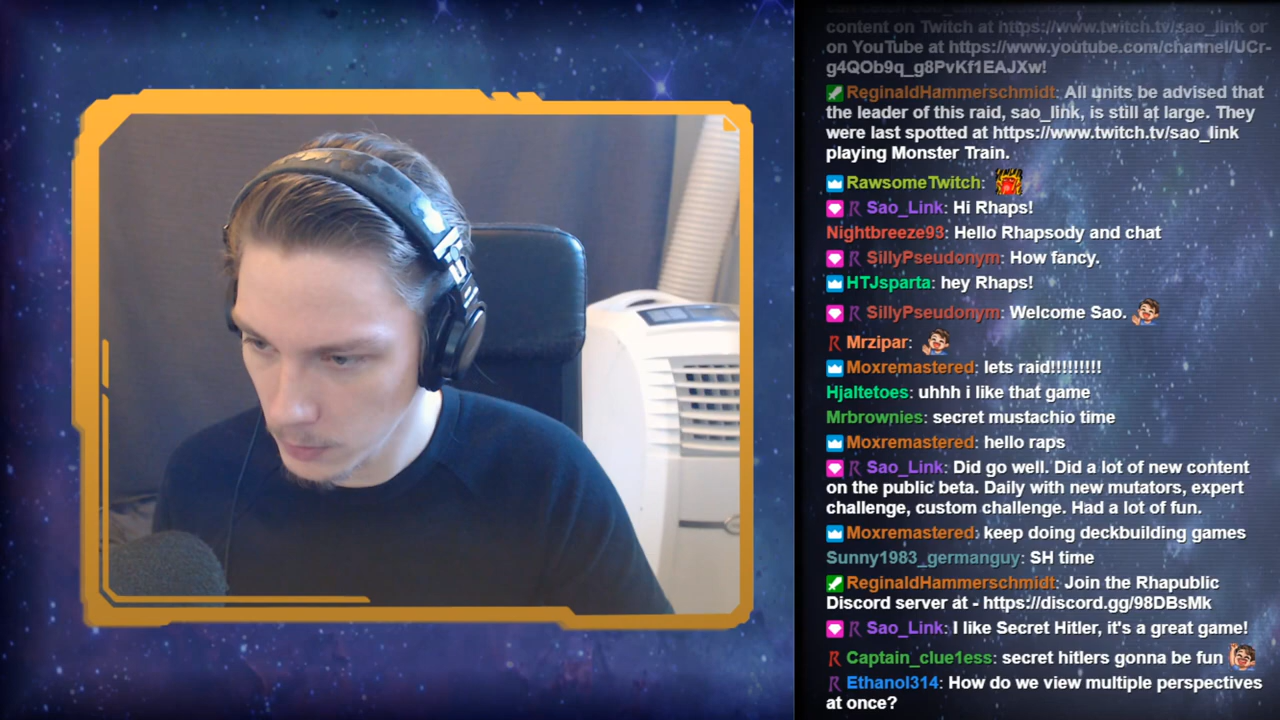 content on Twitch at https://www.twitch.tv/sao_link or
on YouTube at https://www.youtube.com/channel/UCr-
g4QOb9q_g8PvKf1EAJXw!
ReginaldHammerschmidt: All units be advised that
the leader of this raid, sao_link, is still at large. They
were last spotted at https://www.twitch.tv/sao_link
playing Monster Train.
RawsomeTwitch:
Sao_Link: Hi Rhaps!
Nightbreeze93: Hello Rhapsody and chat
SillyPseudonym: How fancy.
HTJsparta: hey Rhaps!
SillyPseudonym: Welcome Sao.
Mrzipar:
Moxremastered: lets raid!!!!!!!!!
Hjaltetoes: uhhh i like that game
Mrbrownies: secret mustachio time
Moxremastered: hello raps
Sao_Link: Did go well. Did a lot of new content
on the public beta. Daily with new mutators, expert
challenge, custom challenge. Had a lot of fun.
Moxremastered: keep doing deckbuilding games
Sunny1983_germanguy: SH time
ReginaldHammerschmidt: Join the Rhapublic
Discord server at - https://discord.gg/98DBsMk
Sao_Link: I like Secret Hitler, it's a great game!
Captain_clue1ess: secret hitlers gonna be fun
Ethanol314: How do we view multiple perspectives
at once?